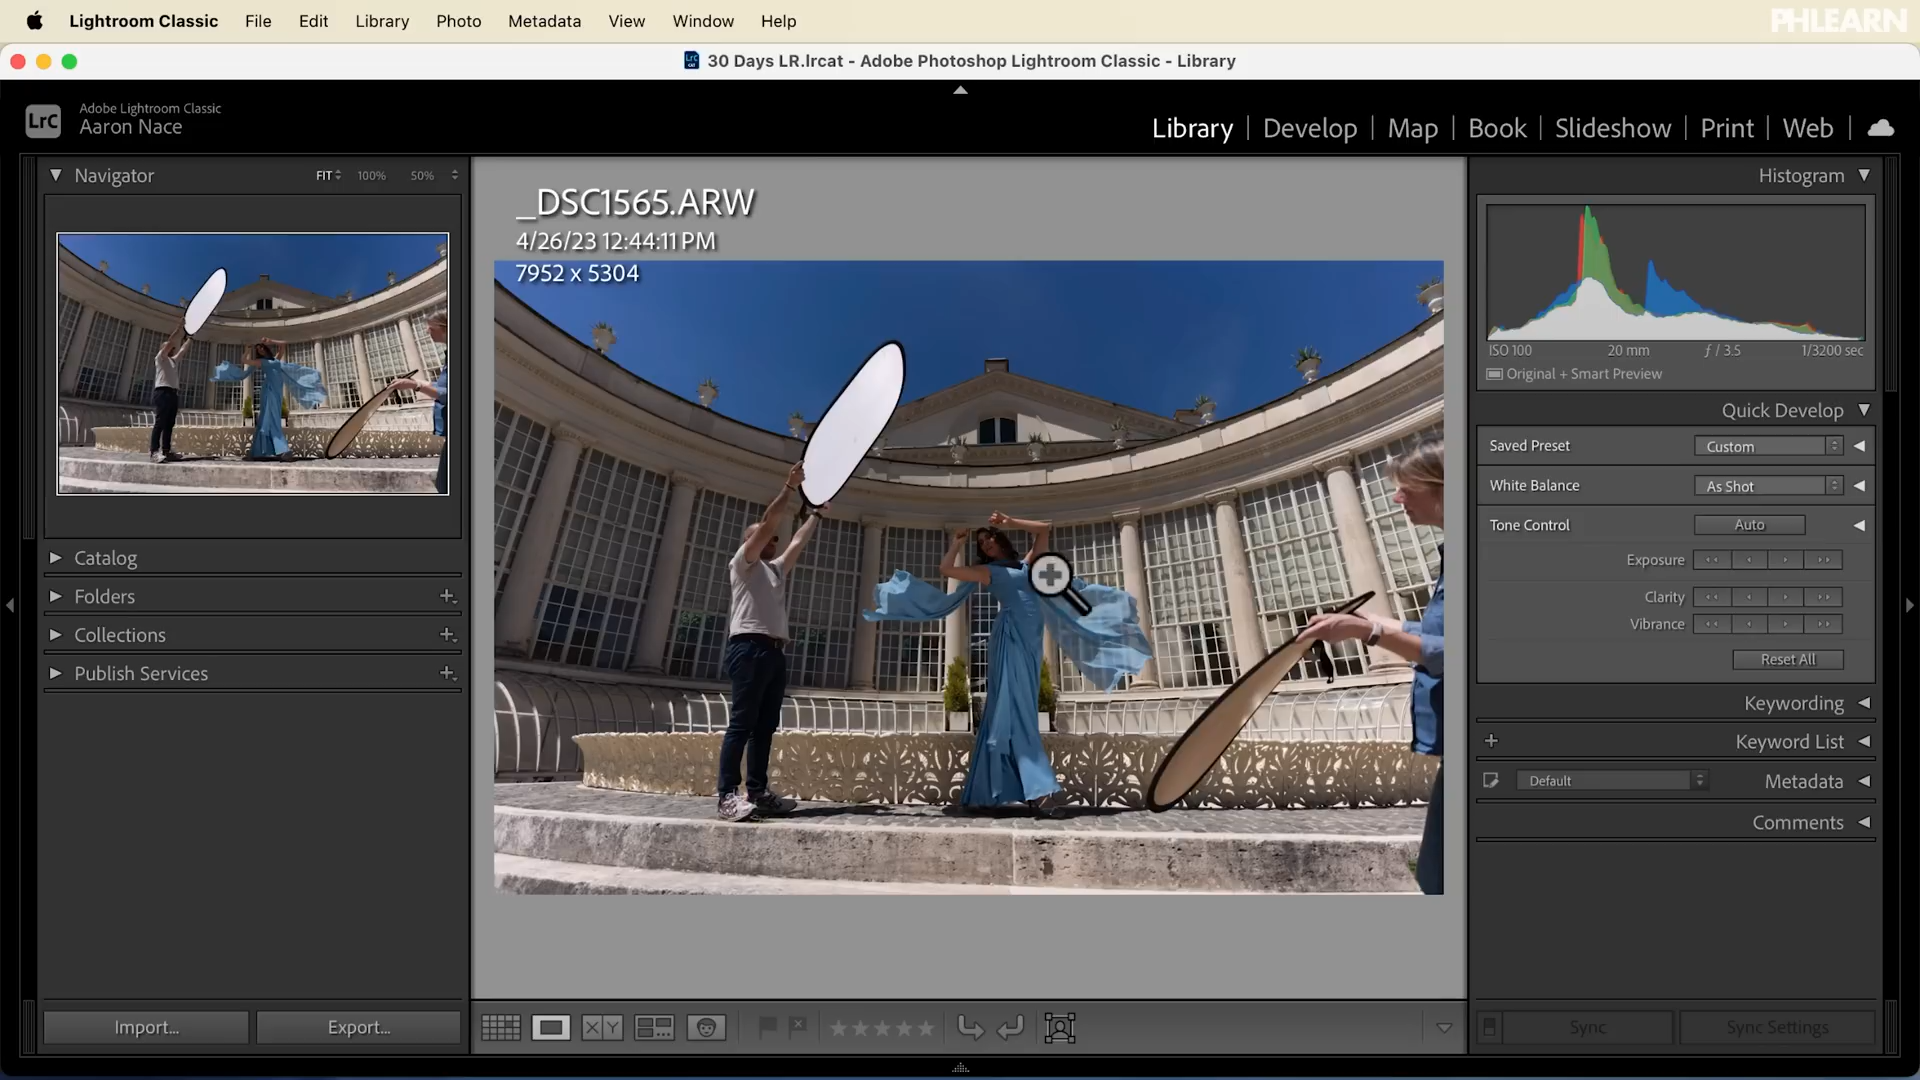 Lightroom Classic File Edit Library Photo Metadata View Window Help
PHLEARN
30 Days LR.lrcat - Adobe Photoshop Lightroom Classic - Library
LrC
Adobe Lightroom Classic
Aaron Nace
Library | Develop | Map | Book | Slideshow | Print | Web
Navigator FIT 100% 50%
Catalog
Folders
Collections
Publish Services
Import... Export...
_DSC1565.ARW
4/26/23 12:44:11 PM
7952 x 5304
XY
Histogram
ISO 100 20 mm ƒ / 3.5 1/3200 sec
Original + Smart Preview
Quick Develop
Saved Preset Custom
White Balance As Shot
Tone Control Auto
Exposure
Clarity
Vibrance
Reset All
Keywording
Keyword List
Default Metadata
Comments
Sync Sync Settings